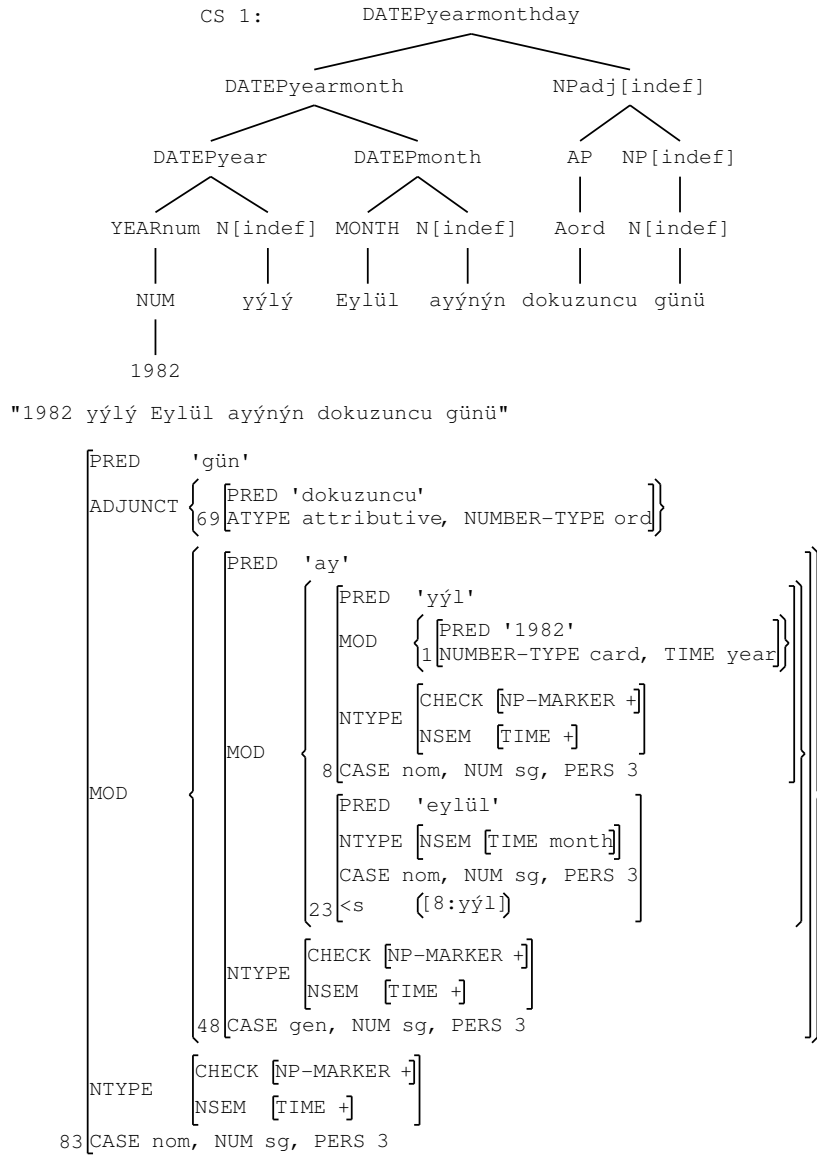 CS 1: DATEPyearmonthday
DATEPyearmonth NPadj[indef]
DATEPyear DATEPmonth AP NP[indef]
YEARnum N[indef] MONTH N[indef] Aord N[indef]
NUM yýlý Eylül ayýnýn dokuzuncu günü
1982
"1982 yýlý Eylül ayýnýn dokuzuncu günü"
PRED 'gün'
ADJUNCT
PRED 'dokuzuncu'
69 ATYPE attributive, NUMBER-TYPE ord
PRED 'ay'
PRED 'yýl'
MOD
PRED '1982'
1 NUMBER-TYPE card, TIME year
CHECK [NP-MARKER +]
NTYPE
NSEM [TIME +]
MOD
8 CASE nom, NUM sg, PERS 3
MOD
PRED 'eylül'
NTYPE [NSEM [TIME month]]
CASE nom, NUM sg, PERS 3
23 <s ([8:yýl])
CHECK [NP-MARKER +]
NTYPE
NSEM [TIME +]
48 CASE gen, NUM sg, PERS 3
CHECK [NP-MARKER +]
NTYPE
NSEM [TIME +]
83 CASE nom, NUM sg, PERS 3